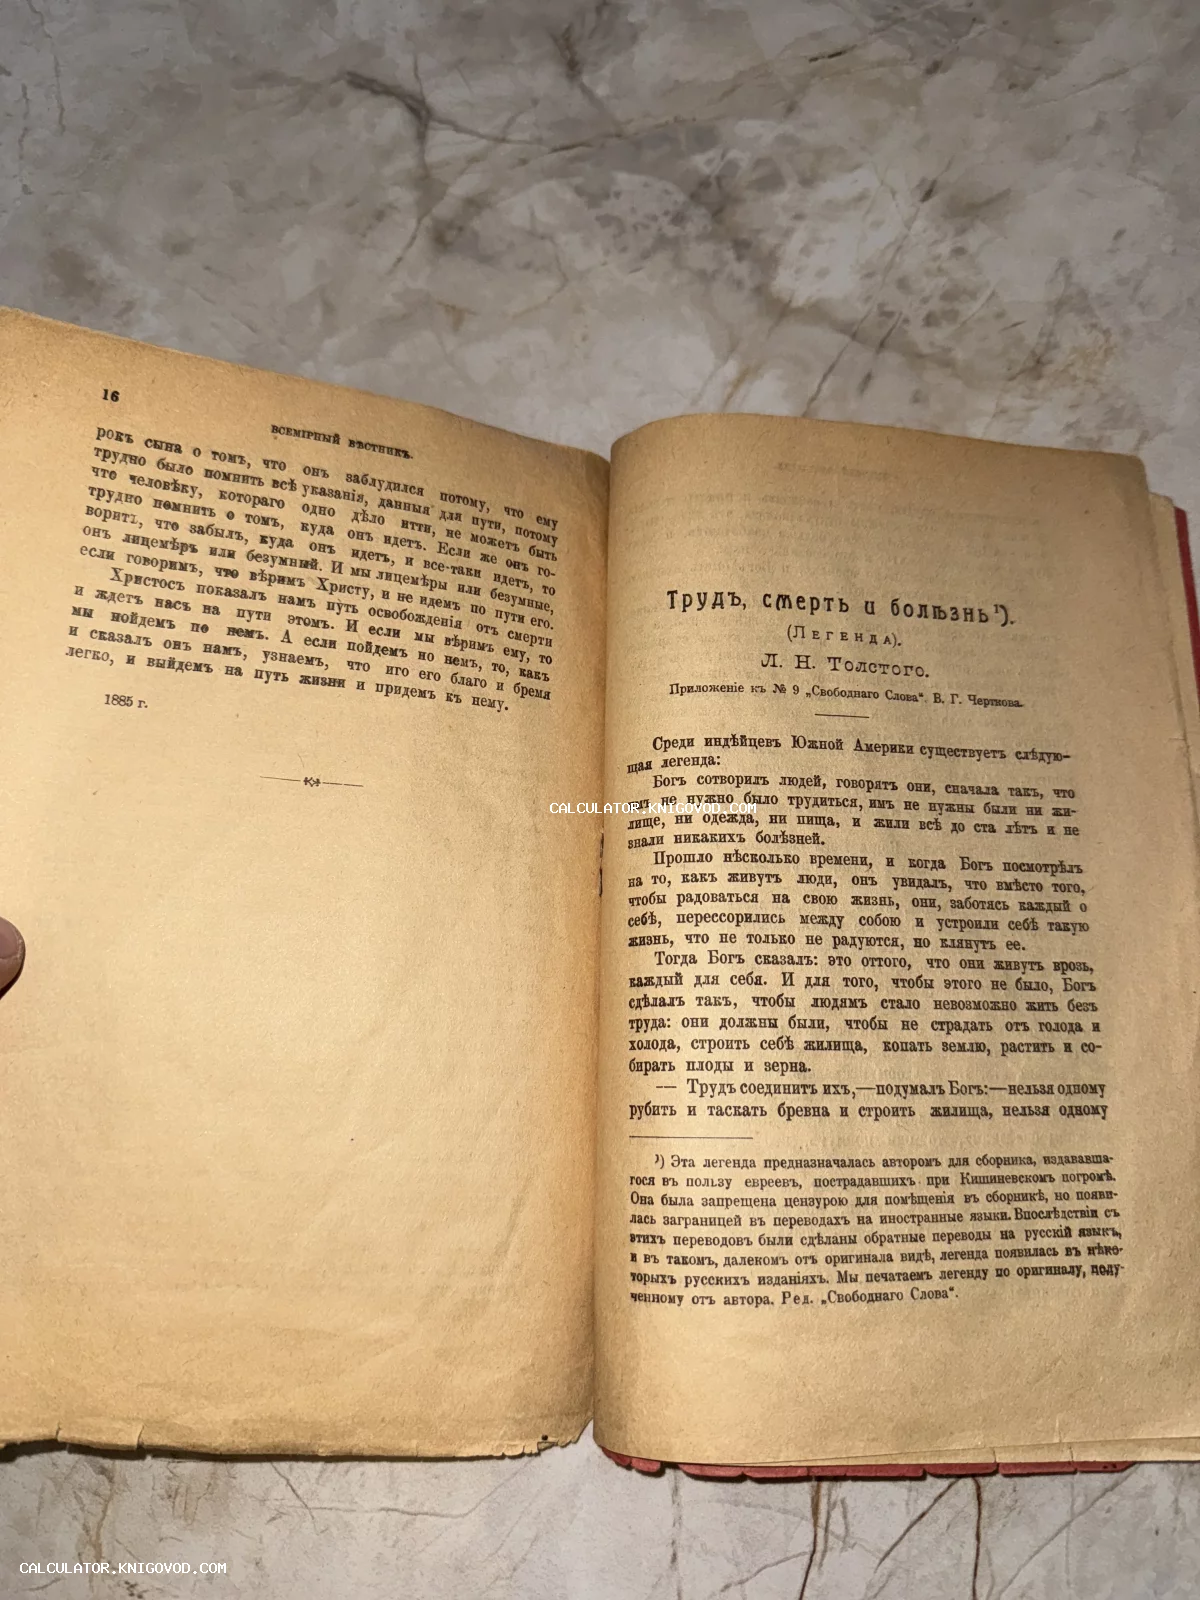 16
ВСЕМІРНЫЙ ВѢСТНИКЪ.
рокъ сына о томъ, что онъ заблудился потому, что ему
трудно было помнить всѣ указанія, данныя для пути, потому
что человѣку, котораго одно дѣло итти, не можетъ быть
трудно помнить о томъ, куда онъ идетъ. Если же онъ го-
воритъ, что забылъ, куда онъ идетъ, и все-таки идетъ, то
онъ лицемѣръ или безумный. И мы лицемѣры или безумные,
если говоримъ, что вѣримъ Христу, и не идемъ по пути его.
Христосъ показалъ намъ путь освобожденія отъ смерти
и ждетъ насъ на пути этомъ. И если мы вѣримъ ему, то
мы пойдемъ по немъ. А если пойдемъ по немъ, то, какъ
и сказалъ онъ намъ, узнаемъ, что иго его благо и бремя
легко, и выйдемъ на путь жизни и придемъ къ нему.
1885 г.
Трудъ, смерть и болѣзнь¹).
(Легенда).
Л. Н. Толстого.
Приложеніе къ № 9 „Свободнаго Слова“. В. Г. Черткова.
Среди индѣйцевъ Южной Америки существуетъ слѣдую-
щая легенда:
Богъ сотворилъ людей, говорятъ они, сначала такъ, что
имъ не нужно было трудиться, имъ не нужны были ни жи-
лище, ни одежда, ни пища, и жили всѣ до ста лѣтъ и не
знали никакихъ болѣзней.
Прошло нѣсколько времени, и когда Богъ посмотрѣлъ
на то, какъ живутъ люди, онъ увидалъ, что вмѣсто того,
чтобы радоваться на свою жизнь, они, заботясь каждый о
себѣ, перессорились между собою и устроили себѣ такую
жизнь, что не только не радуются, но клянутъ ее.
Тогда Богъ сказалъ: это оттого, что они живутъ врозь,
каждый для себя. И для того, чтобы этого не было, Богъ
сдѣлалъ такъ, чтобы людямъ стало невозможно жить безъ
труда: они должны были, чтобы не страдать отъ голода и
холода, строить себѣ жилища, копать землю, растить и со-
бирать плоды и зерна.
— Трудъ соединитъ ихъ,—подумалъ Богъ:—нельзя одному
рубить и таскать бревна и строить жилища, нельзя одному
¹) Эта легенда предназначалась авторомъ для сборника, издававша-
гося въ пользу евреевъ, пострадавшихъ при Кишиневскомъ погромѣ.
Она была запрещена цензурою для помѣщенія въ сборникѣ, но появи-
лась заграницей въ переводахъ на иностранные языки. Впослѣдствіи съ
этихъ переводовъ были сдѣланы обратные переводы на русскій языкъ,
и въ такомъ, далекомъ отъ оригинала видѣ, легенда появилась въ нѣко-
торыхъ русскихъ изданіяхъ. Мы печатаемъ легенду по оригиналу, полу-
ченному отъ автора. Ред. „Свободнаго Слова“.
CALCULATOR.KNIGOVOD.COM
CALCULATOR.KNIGOVOD.COM